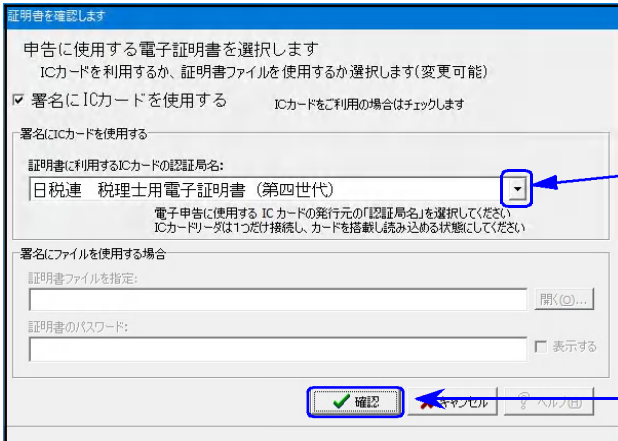 証明書を確認します
申告に使用する電子証明書を選択します
ICカードを利用するか、証明書ファイルを使用するか選択します(変更可能)
署名にICカードを使用する ICカードをご利用の場合はチェックします
署名にICカードを使用する
証明書に利用するICカードの認証局名:
日税連 税理士用電子証明書（第四世代）
電子申告に使用する IC カードの発行元の「認証局名」を選択してください
ICカードリーダは1つだけ接続し、カードを搭載し読み込める状態にしてください
署名にファイルを使用する場合
証明書ファイルを指定:
開く(O)...
証明書のパスワード:
表示する
確認 キャンセル ヘルプ(H)